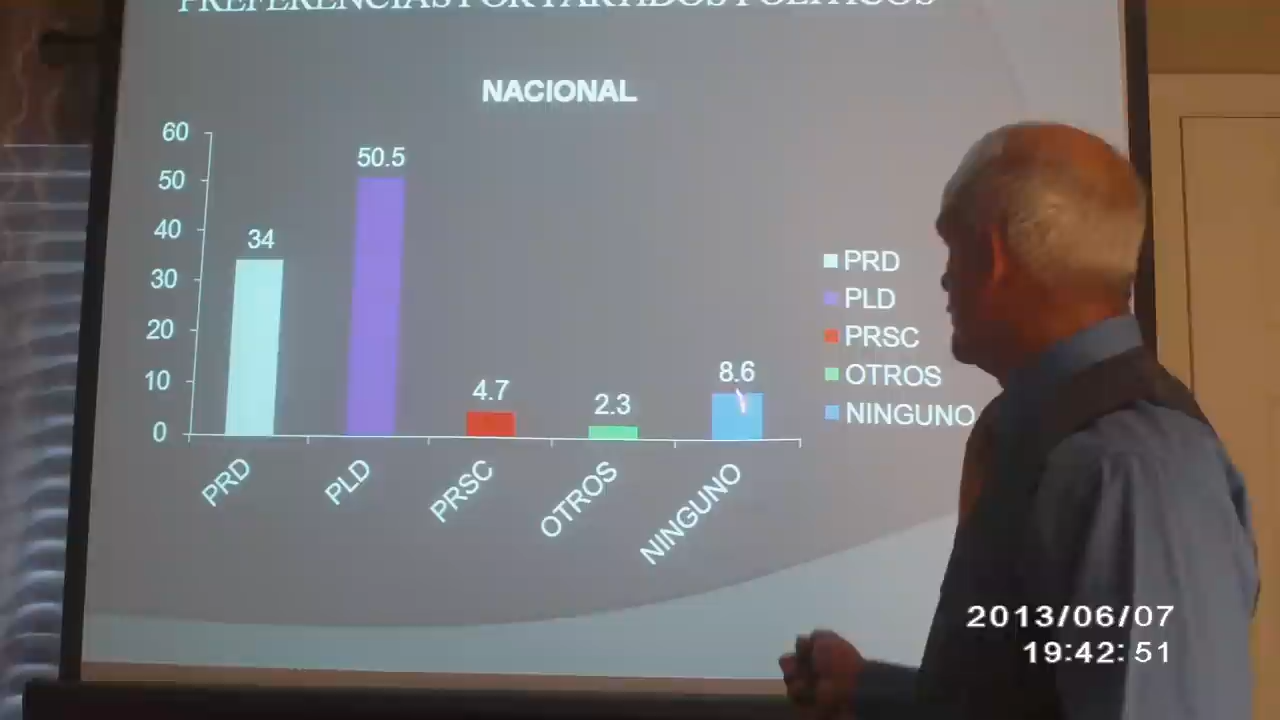 PREFERENCIAS POR PARTIDOS POLITICOS
NACIONAL
60
50
40
30
20
10
0
34
50.5
4.7
2.3
8.6
PRD
PLD
PRSC
OTROS
NINGUNO
PRD
PLD
PRSC
OTROS
NINGUNO
2013/06/07
19:42:51